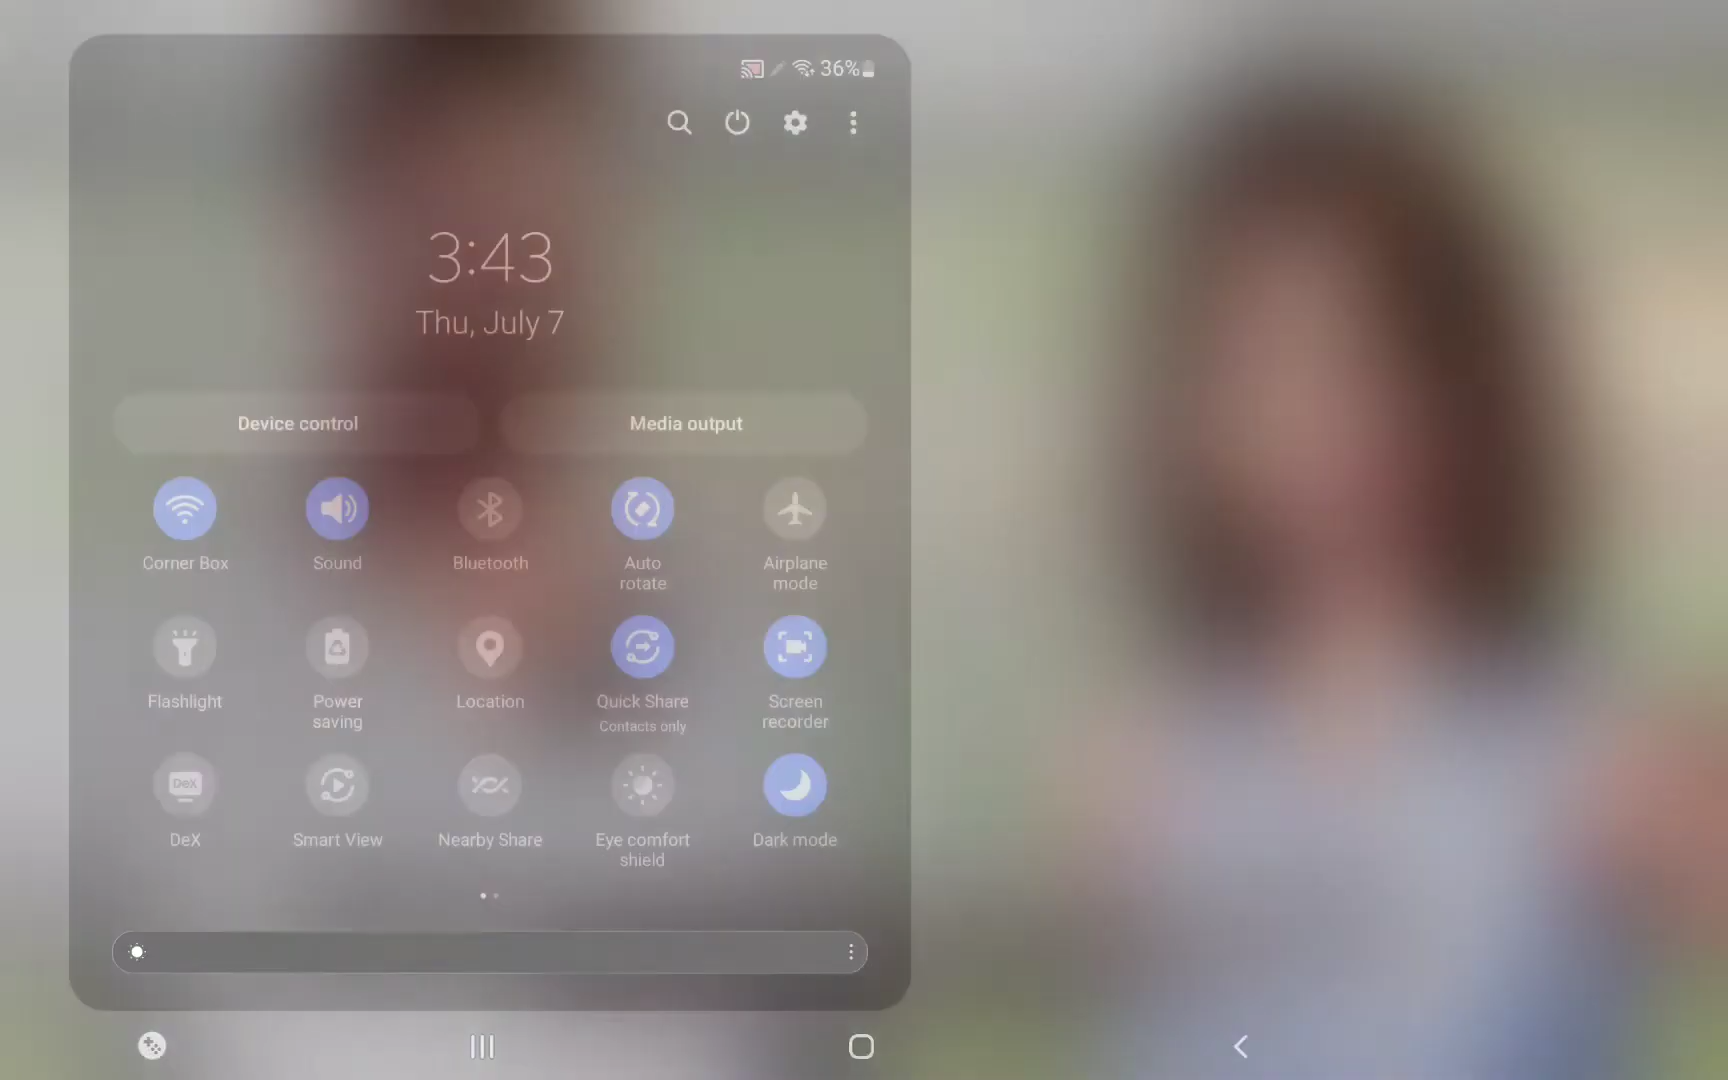 36%
3:43
Thu, July 7
Device control
Media output
Corner Box
Sound
Bluetooth
Auto
rotate
Airplane
mode
Flashlight
Power
saving
Location
Quick Share
Contacts only
Screen
recorder
DeX
DeX
Smart View
Nearby Share
Eye comfort
shield
Dark mode